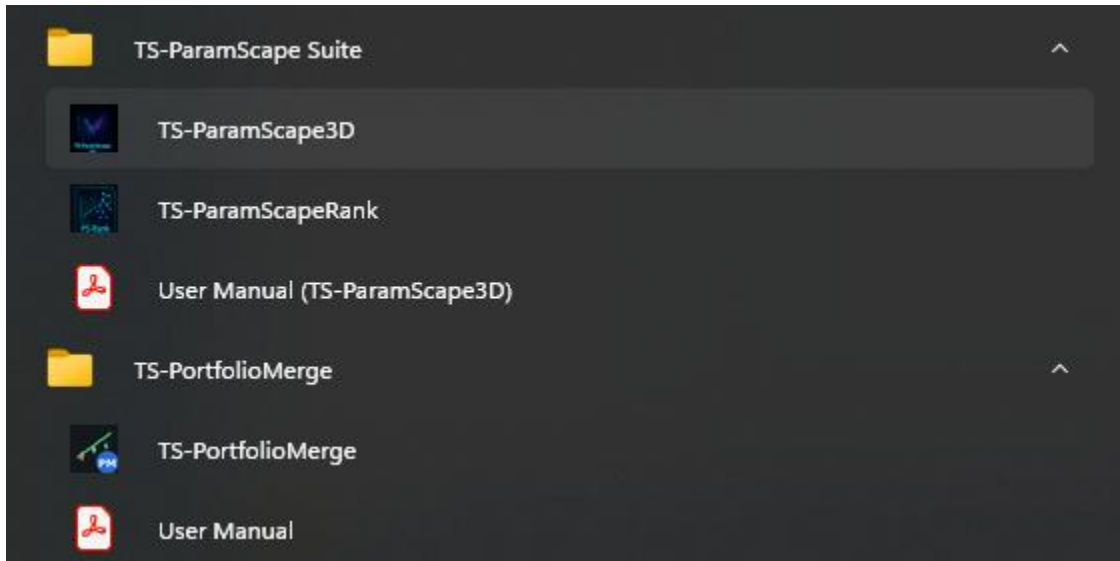 TS-ParamScape Suite
TS-ParamScape3D
TS-ParamScapeRank
User Manual (TS-ParamScape3D)
TS-PortfolioMerge
PM
TS-PortfolioMerge
User Manual